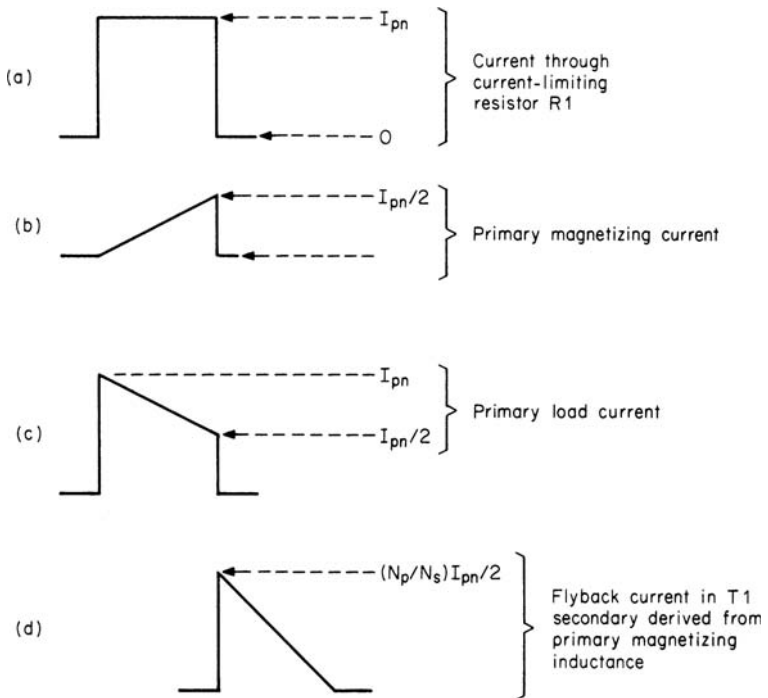 I_pn
(a)
Current through
current-limiting
resistor R1
0
I_pn/2
(b)
Primary magnetizing current
I_pn
Primary load current
(c)
I_pn/2
(N_p/N_s)I_pn/2
(d)
Flyback current in T1
secondary derived from
primary magnetizing
inductance